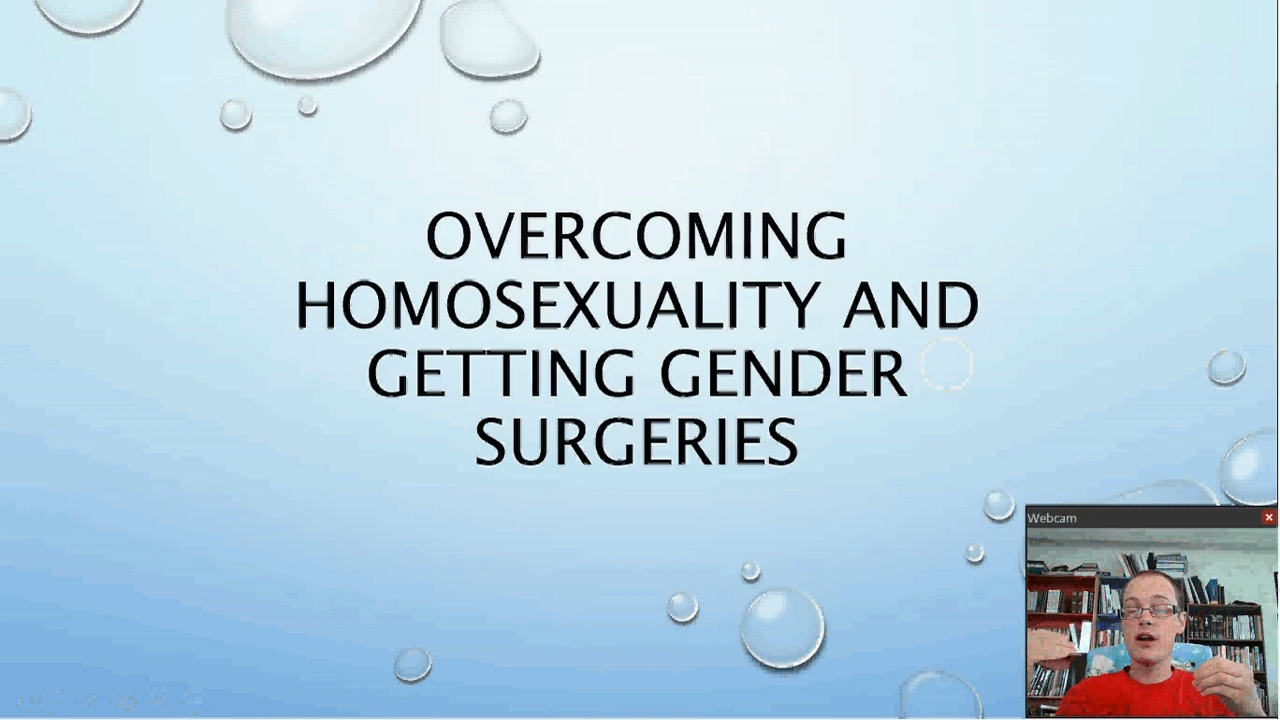 OVERCOMING
HOMOSEXUALITY AND
GETTING GENDER
SURGERIES
Webcam